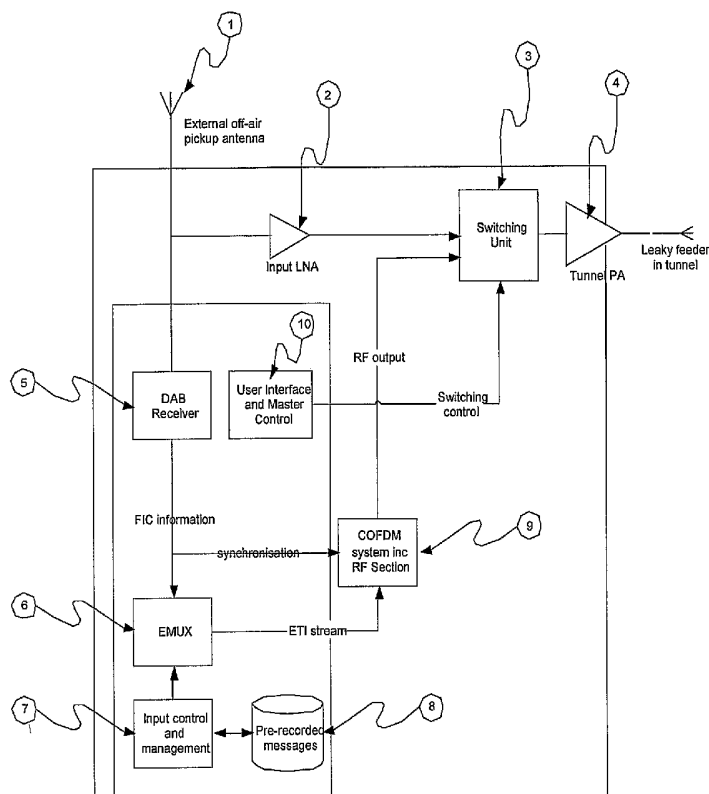 1
2
3
4
External off-air
pickup antenna
Switching
Unit
Input LNA
Tunnel PA
Leaky feeder
in tunnel
10
RF output
5
DAB
Receiver
User Interface
and Master
Control
Switching
control
FIC information
9
COFDM
system inc
RF Section
synchronisation
6
EMUX
ETI stream
7
Input control
and
management
Pre-recorded
messages
8